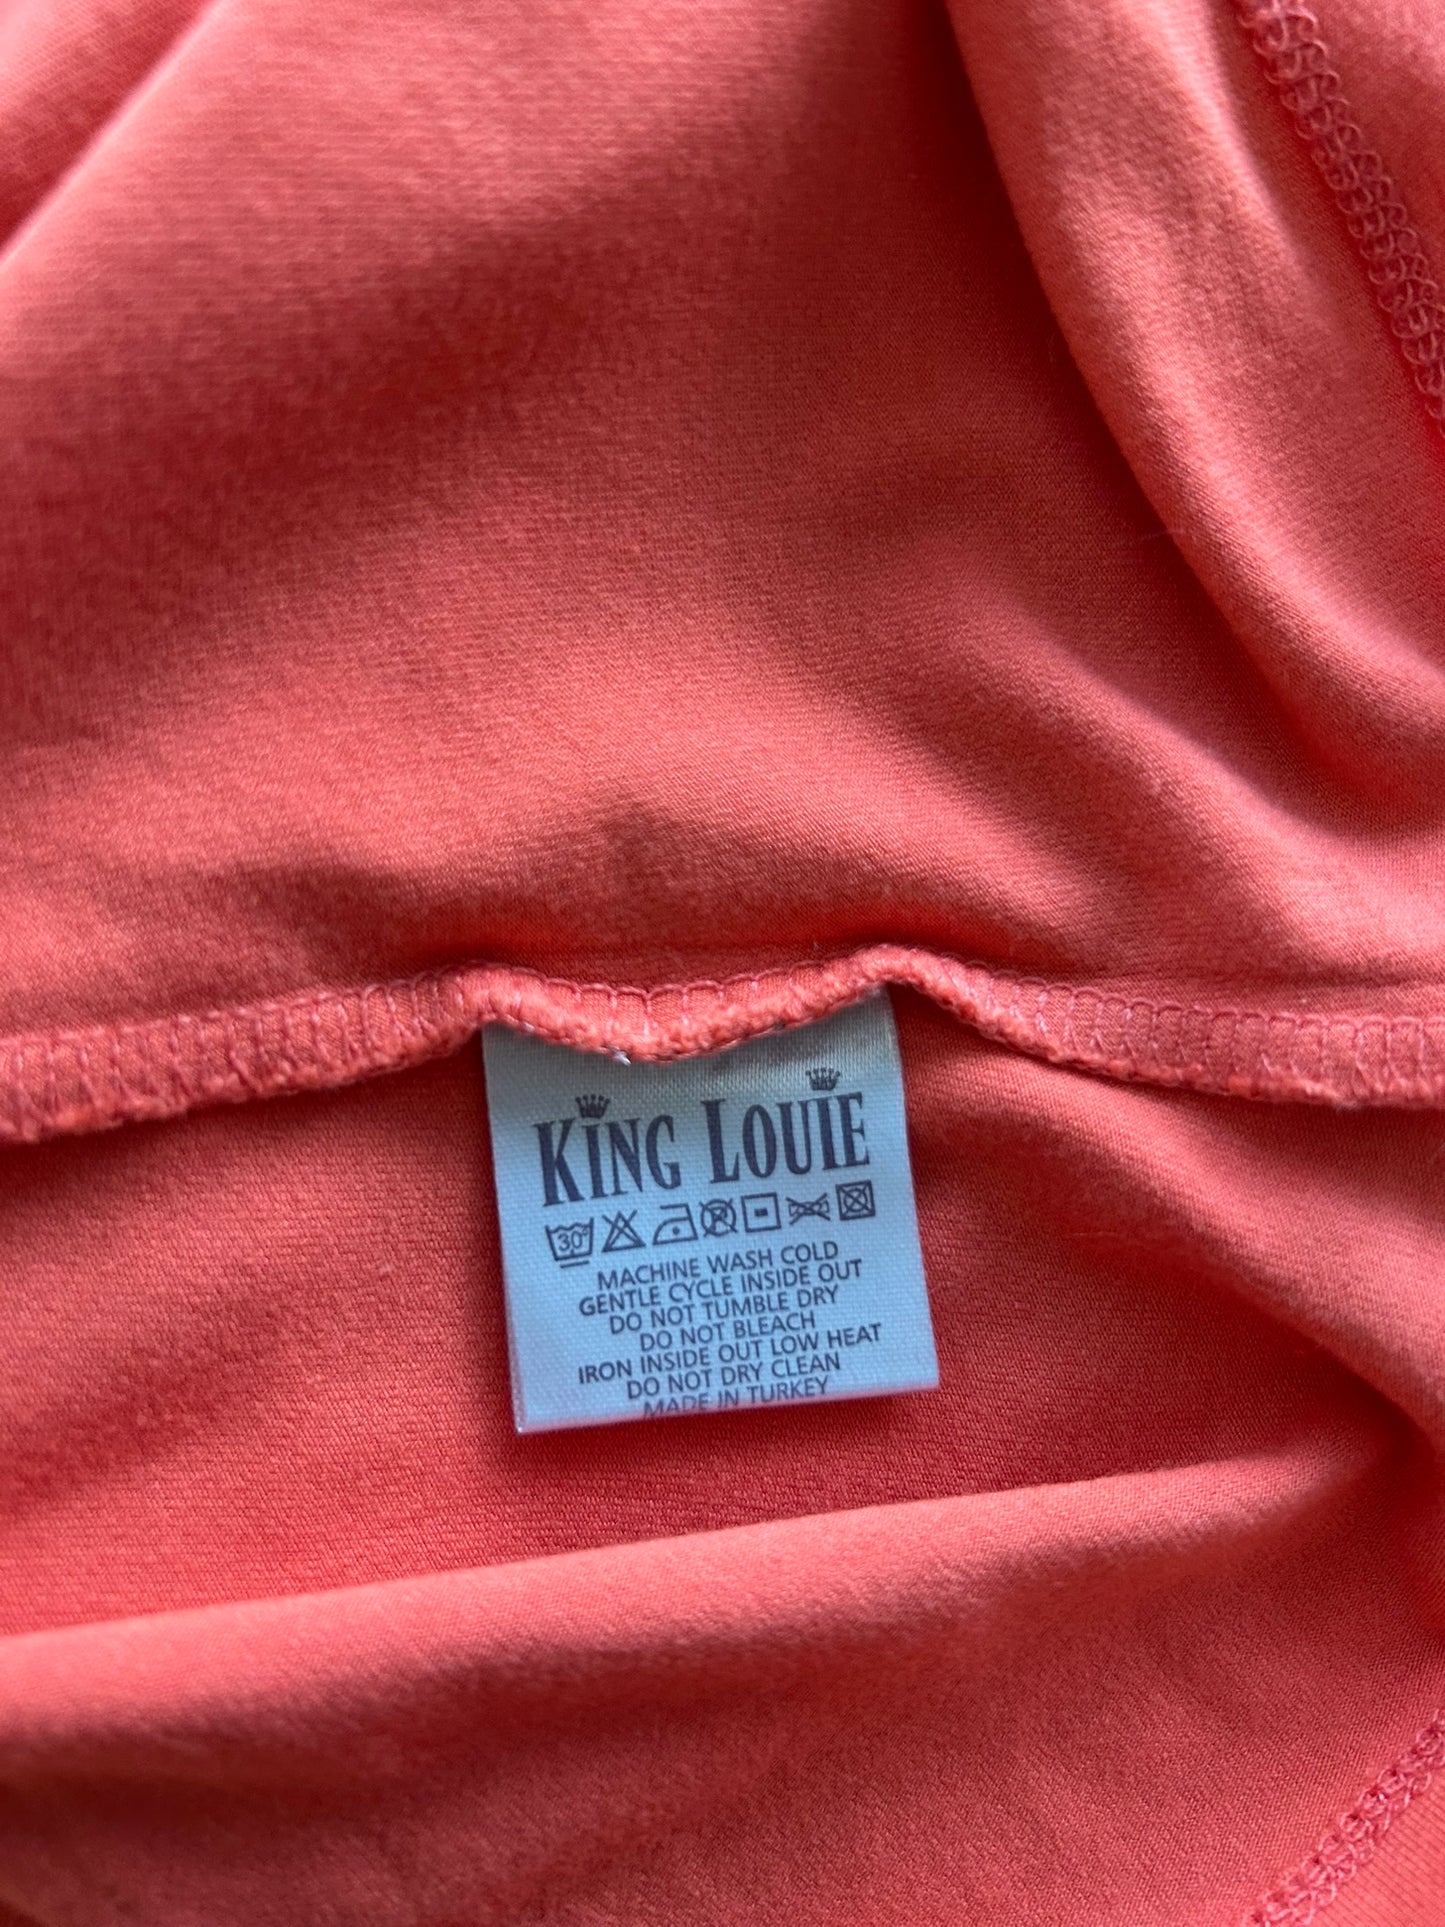 KING LOUIE
30°
MACHINE WASH COLD
GENTLE CYCLE INSIDE OUT
DO NOT TUMBLE DRY
DO NOT BLEACH
IRON INSIDE OUT LOW HEAT
DO NOT DRY CLEAN
MADE IN TURKEY